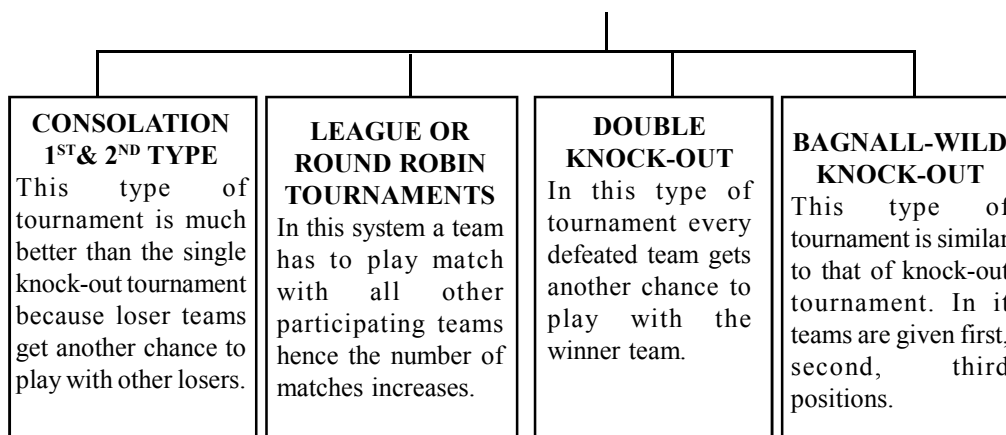 CONSOLATION
1ST& 2ND TYPE
This type of
tournament is much
better than the single
knock-out tournament
because loser teams
get another chance to
play with other losers.
LEAGUE OR
ROUND ROBIN
TOURNAMENTS
In this system a team
has to play match
with all other
participating teams
hence the number of
matches increases.
DOUBLE
KNOCK-OUT
In this type of
tournament every
defeated team gets
another chance to
play with the
winner team.
BAGNALL-WILD
KNOCK-OUT
This type of
tournament is similar
to that of knock-out
tournament. In it
teams are given first,
second, third
positions.